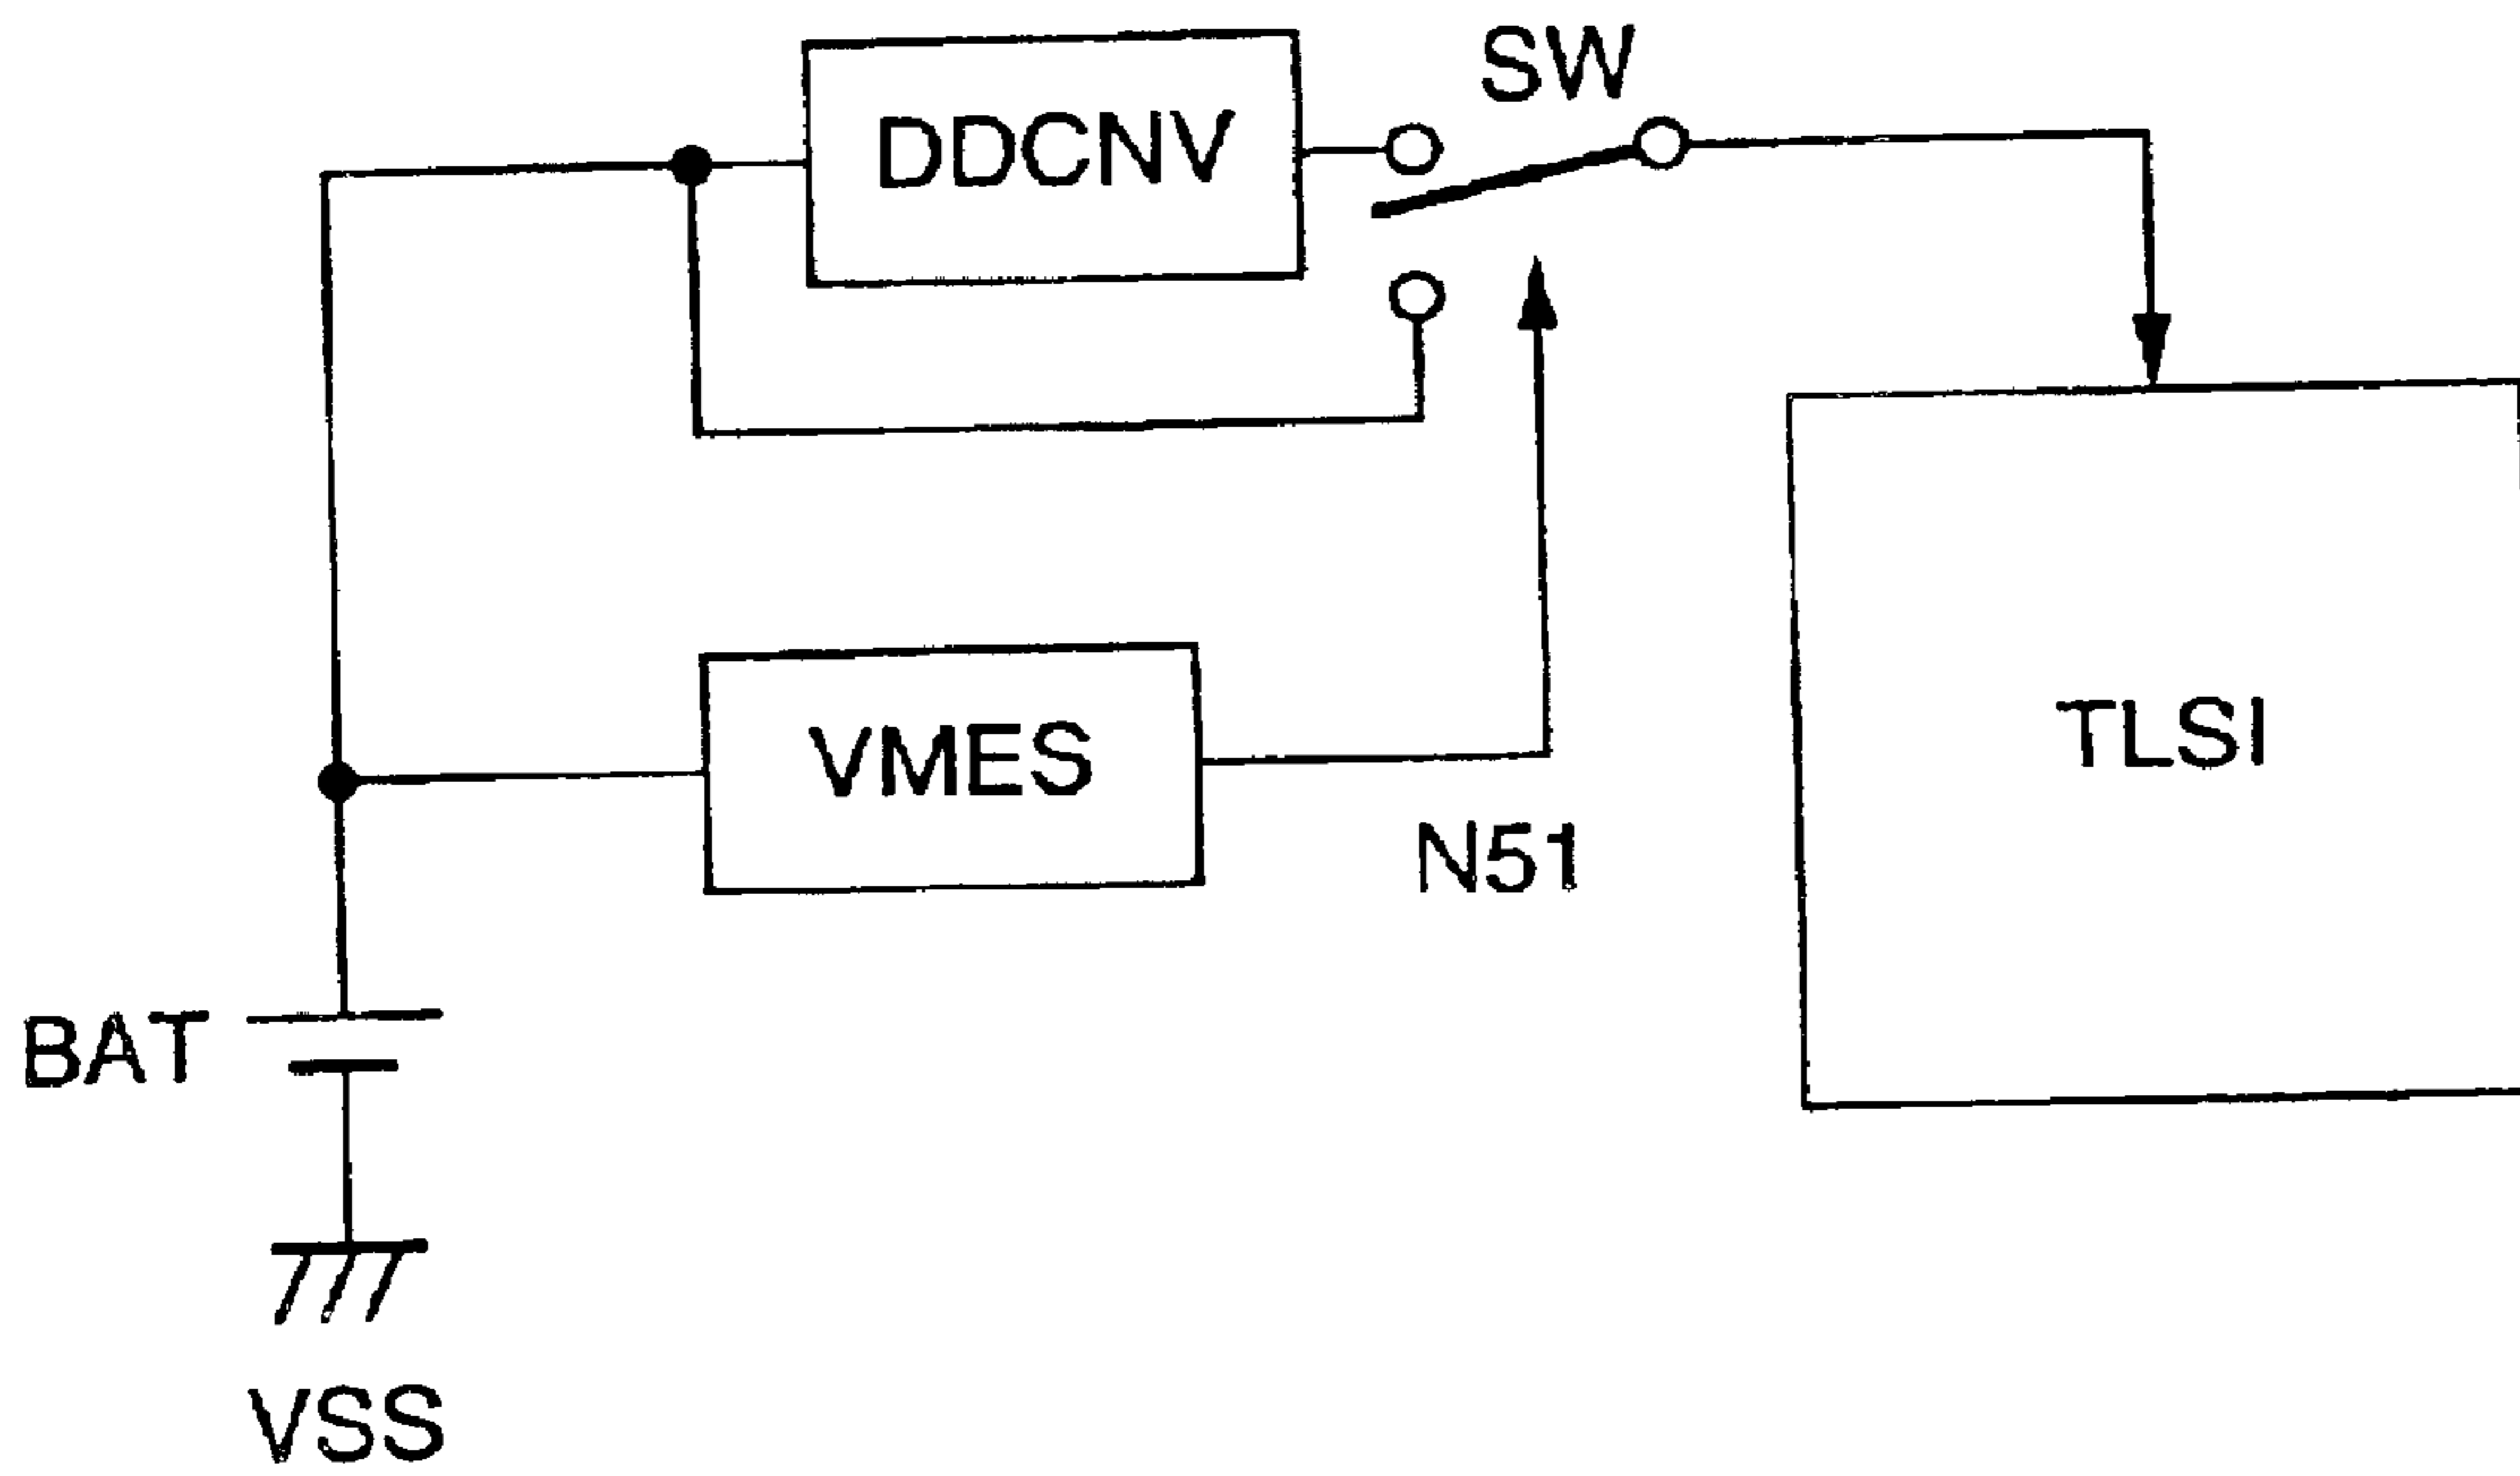 SW
DDCNV
VMES
TLSI
N51
BAT
VSS